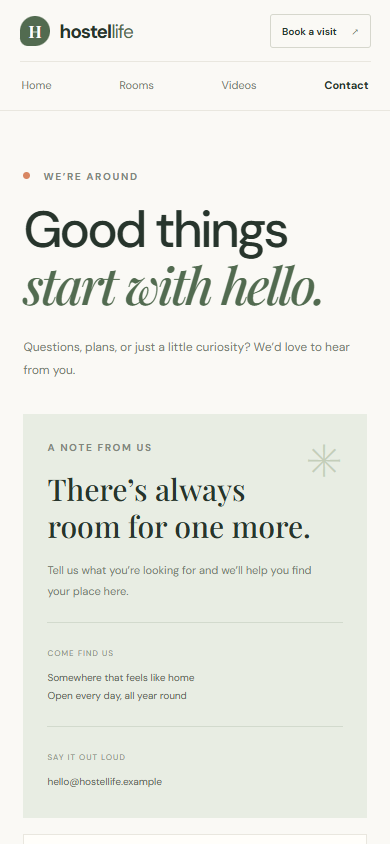 H hostellife
Book a visit ↗
Home Rooms Videos Contact
WE'RE AROUND
Good things
start with hello.
Questions, plans, or just a little curiosity? We'd love to hear
from you.
A NOTE FROM US
There's always
room for one more.
Tell us what you're looking for and we'll help you find
your place here.
COME FIND US
Somewhere that feels like home
Open every day, all year round
SAY IT OUT LOUD
hello@hostellife.example